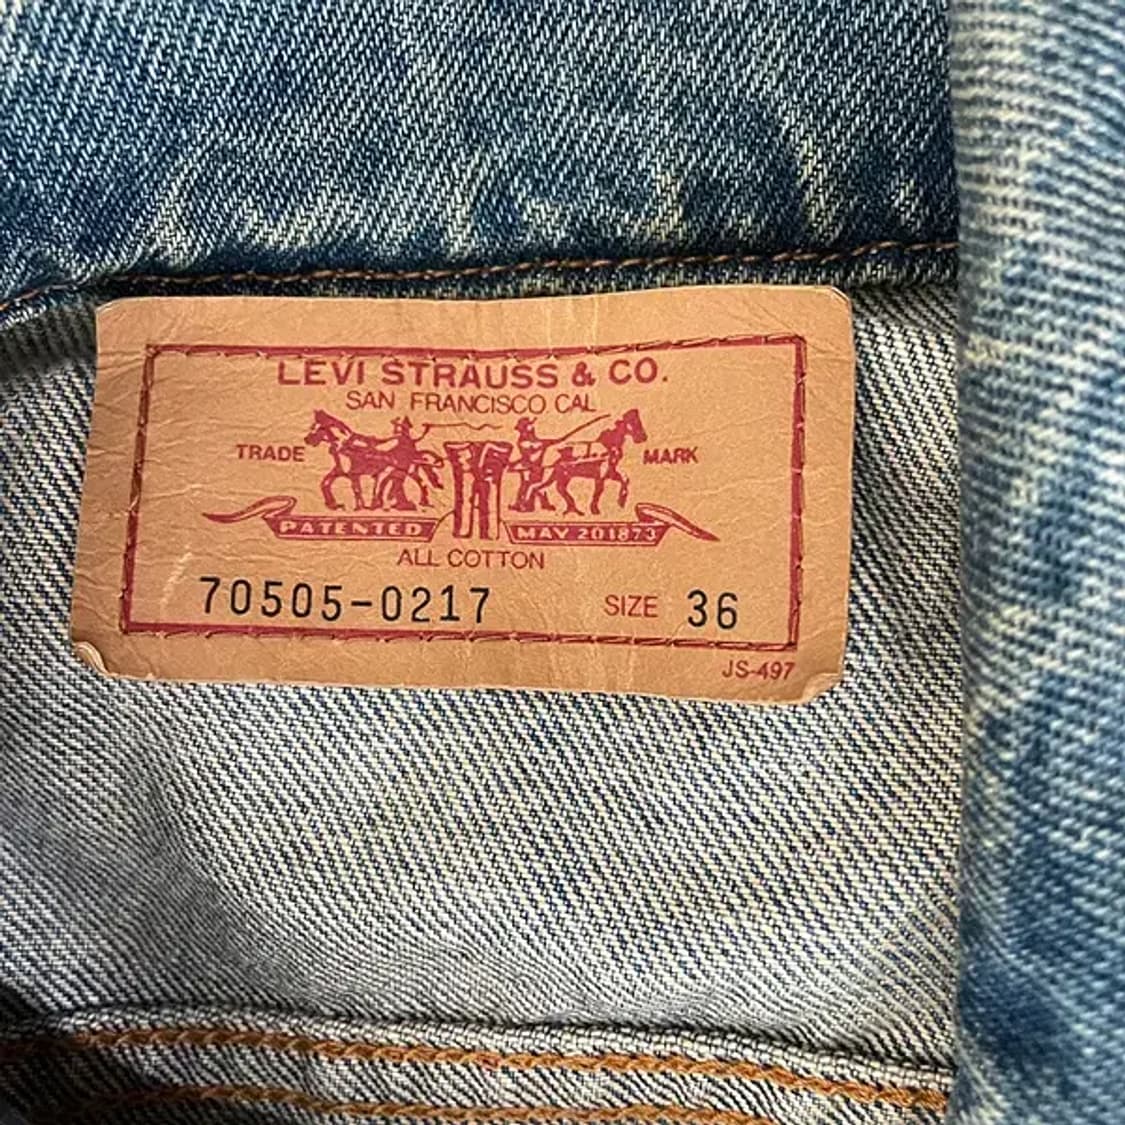 LEVI STRAUSS & CO.
SAN FRANCISCO CAL
TRADE MARK
PATENTED MAY 20 1873
ALL COTTON
70505-0217 SIZE 36
JS-497